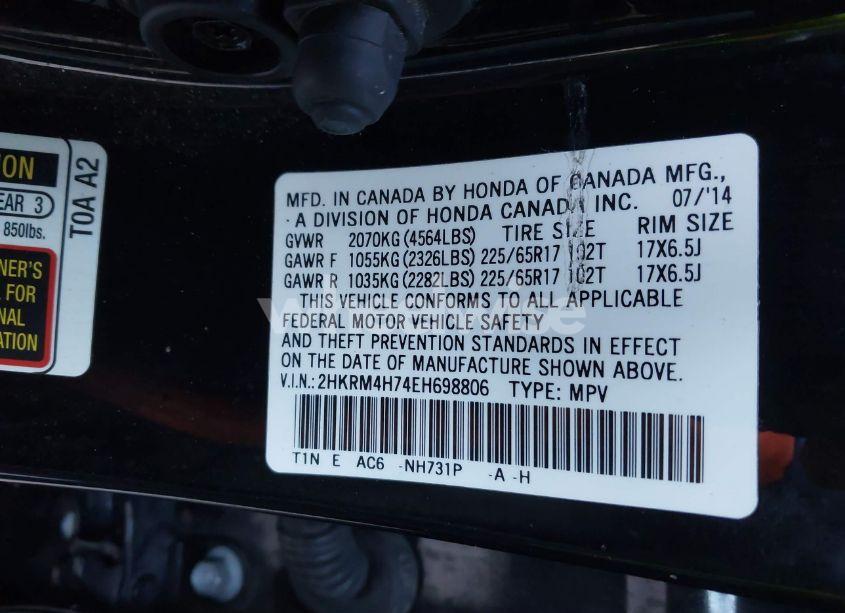 ION
EAR 3
850lbs.
NER'S
L FOR
ONAL
ATION
TOA A2
MFD. IN CANADA BY HONDA OF CANADA MFG.,
A DIVISION OF HONDA CANADA INC. 07/'14
GVWR 2070KG (4564LBS) TIRE SIZE RIM SIZE
GAWR F 1055KG (2326LBS) 225/65R17 102T 17X6.5J
GAWR R 1035KG (2282LBS) 225/65R17 102T 17X6.5J
THIS VEHICLE CONFORMS TO ALL APPLICABLE
FEDERAL MOTOR VEHICLE SAFETY
AND THEFT PREVENTION STANDARDS IN EFFECT
ON THE DATE OF MANUFACTURE SHOWN ABOVE.
V.I.N.: 2HKRM4H74EH698806 TYPE: MPV
T1N E AC6 -NH731P -A -H